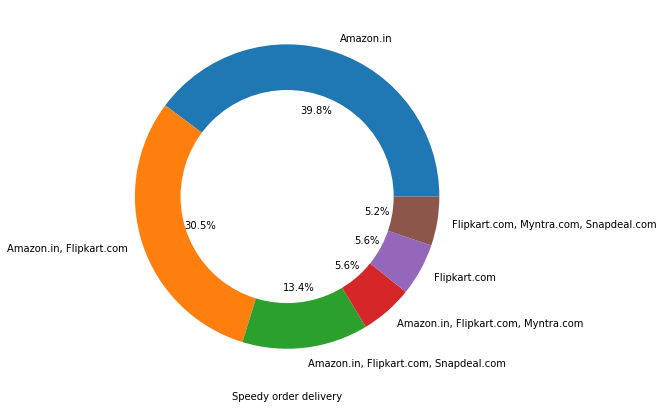 Amazon.in
39.8%
30.5%
Amazon.in, Flipkart.com
13.4%
Amazon.in, Flipkart.com, Snapdeal.com
5.6%
Amazon.in, Flipkart.com, Myntra.com
5.6%
Flipkart.com
5.2%
Flipkart.com, Myntra.com, Snapdeal.com
Speedy order delivery